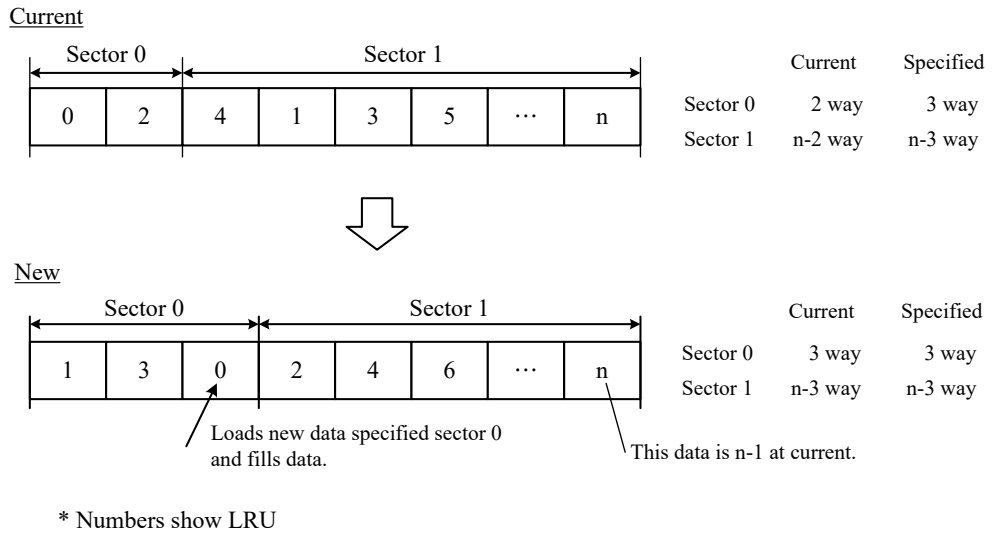 Current
Sector 0 Sector 1
Current Specified
0 2 4 1 3 5 ... n
Sector 0 2 way 3 way
Sector 1 n-2 way n-3 way
New
Sector 0 Sector 1
Current Specified
1 3 0 2 4 6 ... n
Sector 0 3 way 3 way
Sector 1 n-3 way n-3 way
Loads new data specified sector 0
and fills data.
This data is n-1 at current.
* Numbers show LRU